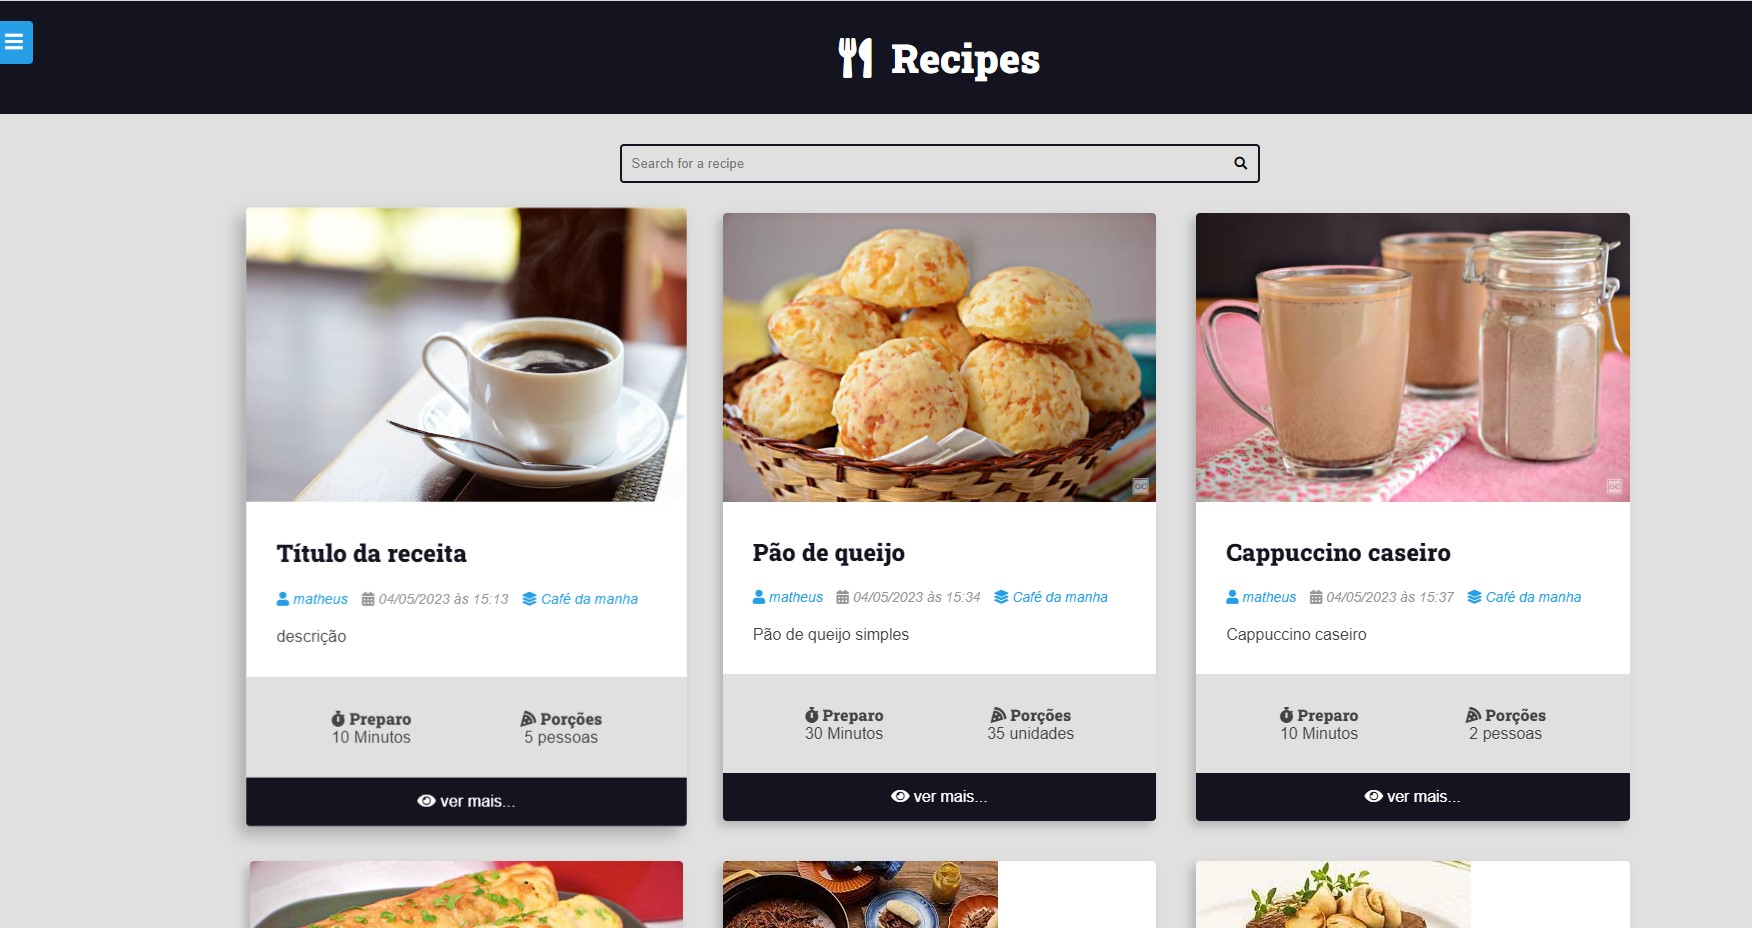 Recipes
Search for a recipe
Título da receita
matheus 04/05/2023 às 15:13 Café da manha
descrição
Preparo
10 Minutos
Porções
5 pessoas
ver mais...
Pão de queijo
matheus 04/05/2023 às 15:34 Café da manha
Pão de queijo simples
Preparo
30 Minutos
Porções
35 unidades
ver mais...
GC
Cappuccino caseiro
matheus 04/05/2023 às 15:37 Café da manha
Cappuccino caseiro
Preparo
10 Minutos
Porções
2 pessoas
ver mais...
GC